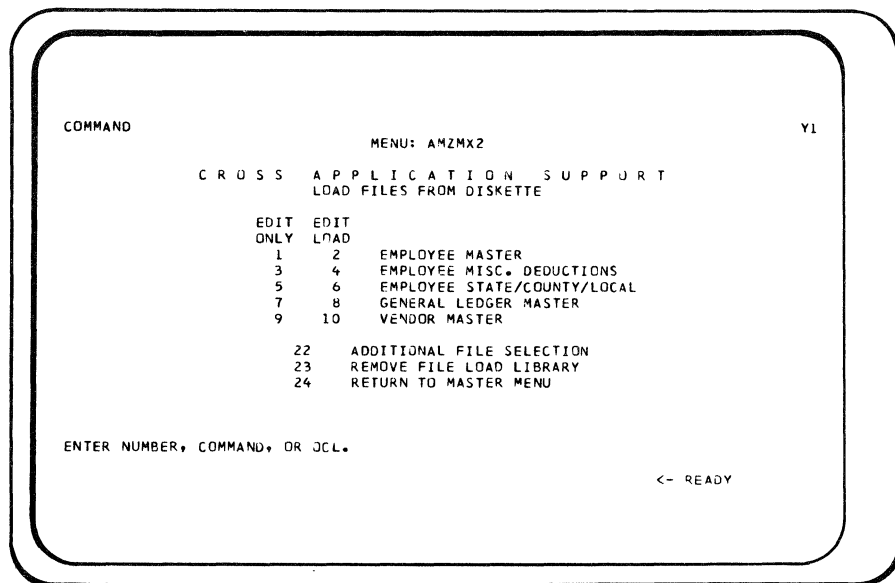 COMMAND Y1
MENU: AMZMX2
C R O S S A P P L I C A T I O N S U P P O R T
LOAD FILES FROM DISKETTE
EDIT EDIT
ONLY LOAD
1 2 EMPLOYEE MASTER
3 4 EMPLOYEE MISC. DEDUCTIONS
5 6 EMPLOYEE STATE/COUNTY/LOCAL
7 8 GENERAL LEDGER MASTER
9 10 VENDOR MASTER
22 ADDITIONAL FILE SELECTION
23 REMOVE FILE LOAD LIBRARY
24 RETURN TO MASTER MENU
ENTER NUMBER, COMMAND, OR OCL.
<- READY